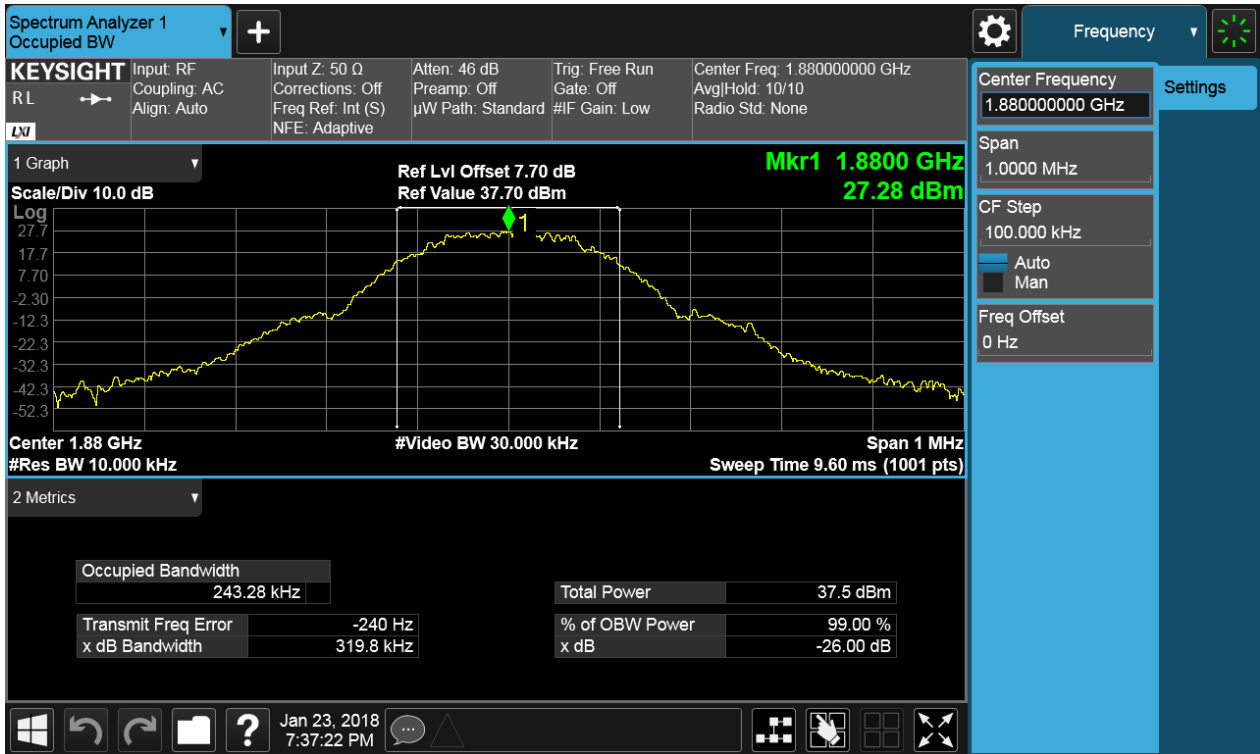 Spectrum Analyzer 1
Occupied BW
+
Frequency
KEYSIGHT
R L
LXI
Input: RF
Coupling: AC
Align: Auto
Input Z: 50 Ω
Corrections: Off
Freq Ref: Int (S)
NFE: Adaptive
Atten: 46 dB
Preamp: Off
µW Path: Standard
Trig: Free Run
Gate: Off
#IF Gain: Low
Center Freq: 1.880000000 GHz
Avg|Hold: 10/10
Radio Std: None
Center Frequency
1.880000000 GHz
Settings
Span
1.0000 MHz
CF Step
100.000 kHz
Auto
Man
Freq Offset
0 Hz
1 Graph
Scale/Div 10.0 dB
Ref Lvl Offset 7.70 dB
Ref Value 37.70 dBm
Mkr1 1.8800 GHz
27.28 dBm
Log
27.7
17.7
7.70
-2.30
-12.3
-22.3
-32.3
-42.3
-52.3
1
Center 1.88 GHz
#Video BW 30.000 kHz
Span 1 MHz
#Res BW 10.000 kHz
Sweep Time 9.60 ms (1001 pts)
2 Metrics
Occupied Bandwidth
243.28 kHz
Total Power 37.5 dBm
Transmit Freq Error -240 Hz
% of OBW Power 99.00 %
x dB Bandwidth 319.8 kHz
x dB -26.00 dB
?
Jan 23, 2018
7:37:22 PM